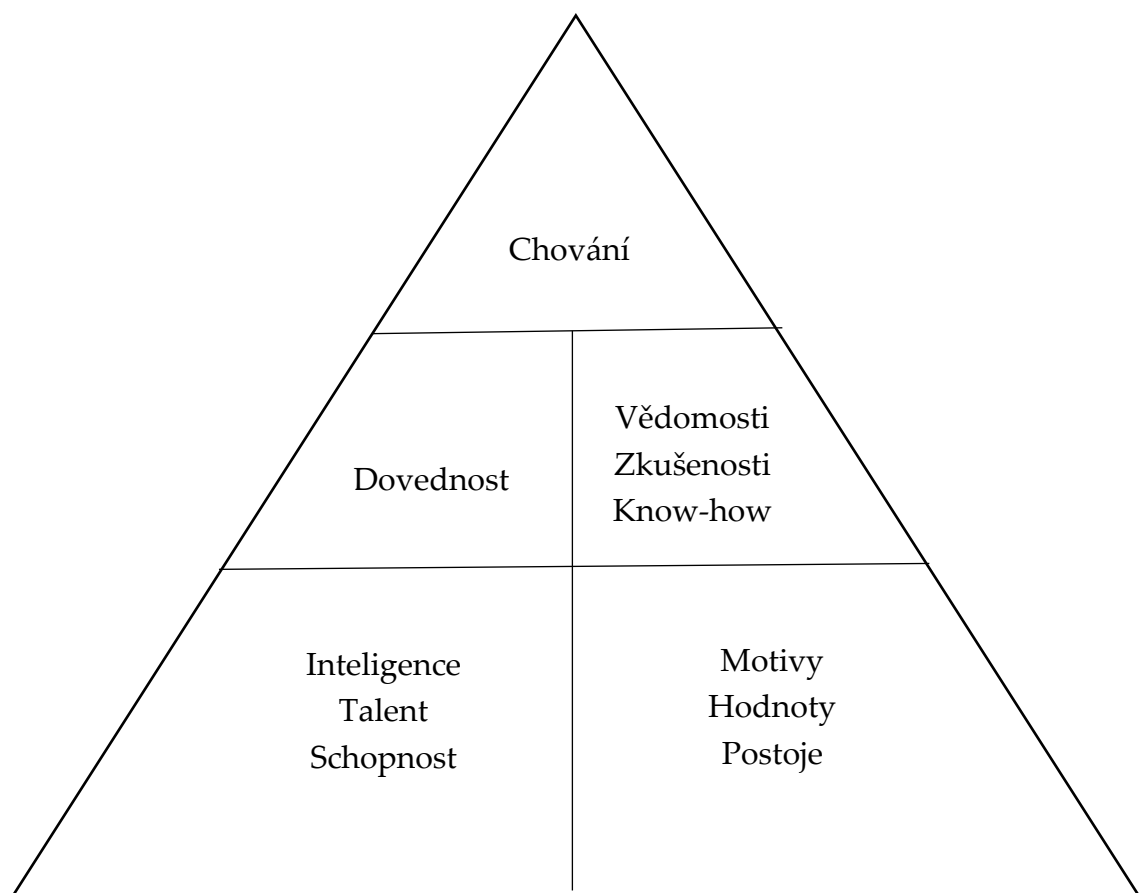 Chování
Dovednost
Vědomosti
Zkušenosti
Know-how
Inteligence
Talent
Schopnost
Motivy
Hodnoty
Postoje